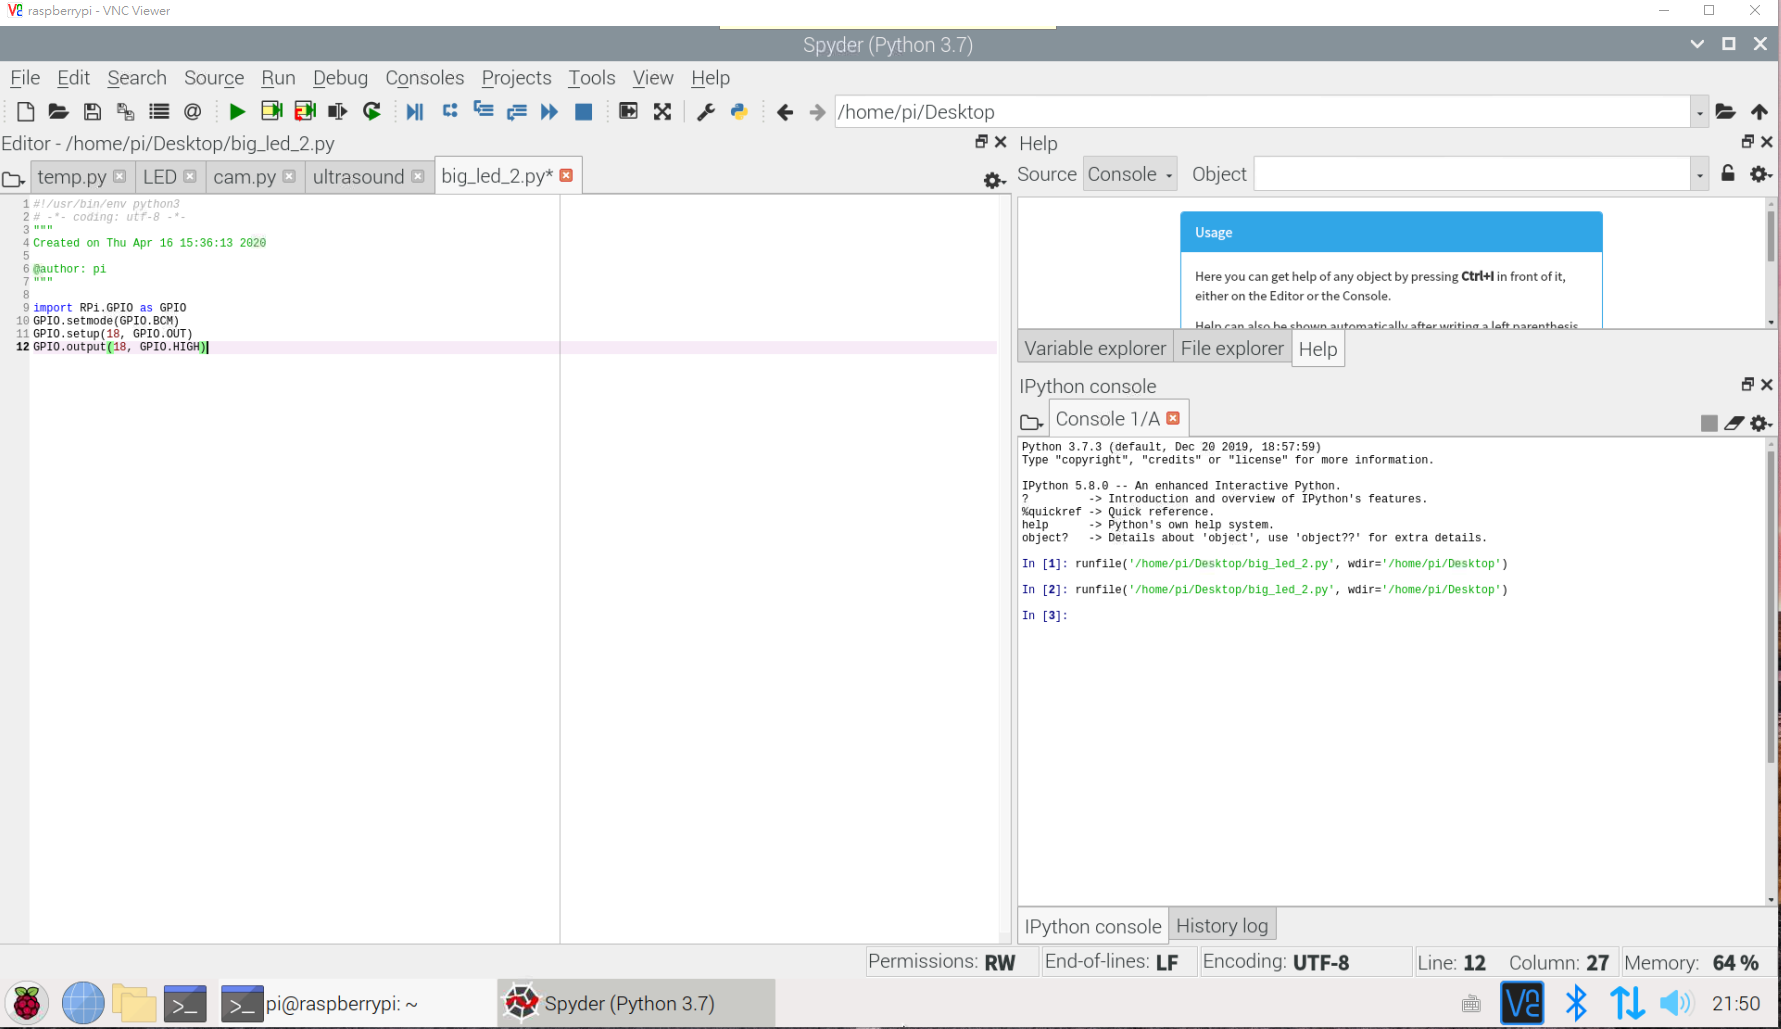 raspberrypi - VNC Viewer
Spyder (Python 3.7)
File Edit Search Source Run Debug Consoles Projects Tools View Help
/home/pi/Desktop
Editor - /home/pi/Desktop/big_led_2.py
temp.py LED cam.py ultrasound big_led_2.py*
1 #!/usr/bin/env python3
2 # -*- coding: utf-8 -*-
3 """
4 Created on Thu Apr 16 15:36:13 2020
5
6 @author: pi
7 """
8
9 import RPi.GPIO as GPIO
10 GPIO.setmode(GPIO.BCM)
11 GPIO.setup(18, GPIO.OUT)
12 GPIO.output(18, GPIO.HIGH)
Help
Source Console Object
Usage
Here you can get help of any object by pressing Ctrl+I in front of it,
either on the Editor or the Console.
Help can also be shown automatically after writing a left parenthesis
Variable explorer File explorer Help
IPython console
Console 1/A
Python 3.7.3 (default, Dec 20 2019, 18:57:59)
Type "copyright", "credits" or "license" for more information.
IPython 5.8.0 -- An enhanced Interactive Python.
? -> Introduction and overview of IPython's features.
%quickref -> Quick reference.
help -> Python's own help system.
object? -> Details about 'object', use 'object??' for extra details.
In [1]: runfile('/home/pi/Desktop/big_led_2.py', wdir='/home/pi/Desktop')
In [2]: runfile('/home/pi/Desktop/big_led_2.py', wdir='/home/pi/Desktop')
In [3]:
IPython console History log
Permissions: RW End-of-lines: LF Encoding: UTF-8 Line: 12 Column: 27 Memory: 64 %
pi@raspberrypi: ~ Spyder (Python 3.7) 21:50